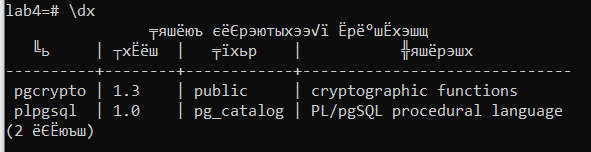 lab4=# \dx
╤яшёюъ єёЄрэютыхээ√ї Ёрё°шЁхэшщ
╚ь | ┬хЁёш | ╤їхьр | ╬яшёрэшх
----------+--------+------------+------------------------------
pgcrypto | 1.3 | public | cryptographic functions
plpgsql | 1.0 | pg_catalog | PL/pgSQL procedural language
(2 ёЄЁюъш)